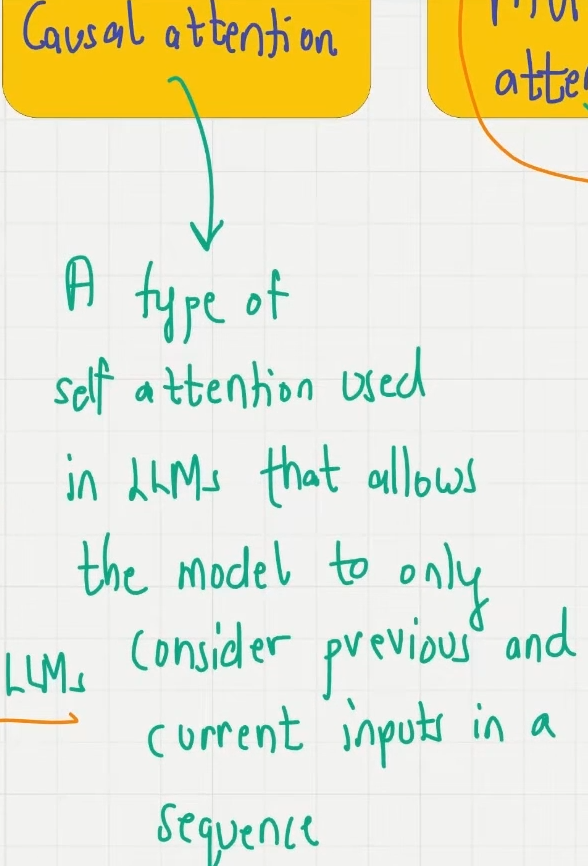 Causal attention
A type of
self attention used
in LLMs that allows
the model to only
consider previous and
LLMs
current inputs in a
sequence